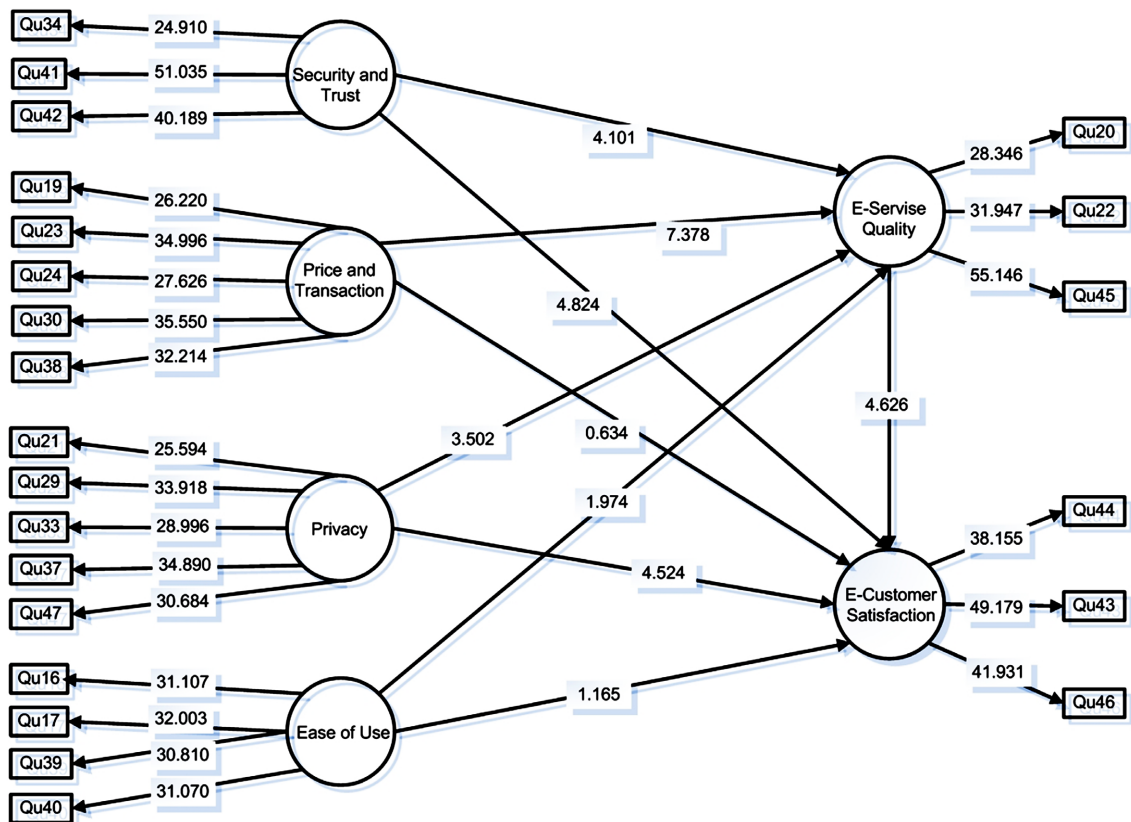 Qu34
24.910
Qu41
51.035
Security and
Trust
Qu42
40.189
4.101
Qu20
28.346
Qu19
26.220
Qu23
34.996
7.378
E-Servise
Quality
31.947
Qu22
Qu24
27.626
Price and
Transaction
55.146
Qu45
Qu30
35.550
4.824
Qu38
32.214
4.626
Qu21
25.594
3.502
0.634
Qu29
33.918
1.974
Qu33
28.996
Privacy
38.155
Qu44
Qu37
34.890
4.524
Qu47
30.684
E-Customer
Satisfaction
49.179
Qu43
Qu16
31.107
41.931
Qu46
Qu17
32.003
1.165
Ease of Use
Qu39
30.810
Qu40
31.070